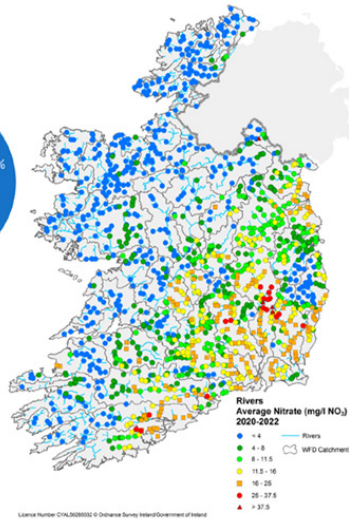 %
Rivers
Average Nitrate (mg/l NO₃)
2020-2022
< 4
4 - 8
8 - 11.5
11.5 - 16
16 - 25
25 - 37.5
> 37.5
Rivers
WFD Catchment
Licence Number CYAL50268032 © Ordnance Survey Ireland/Government of Ireland